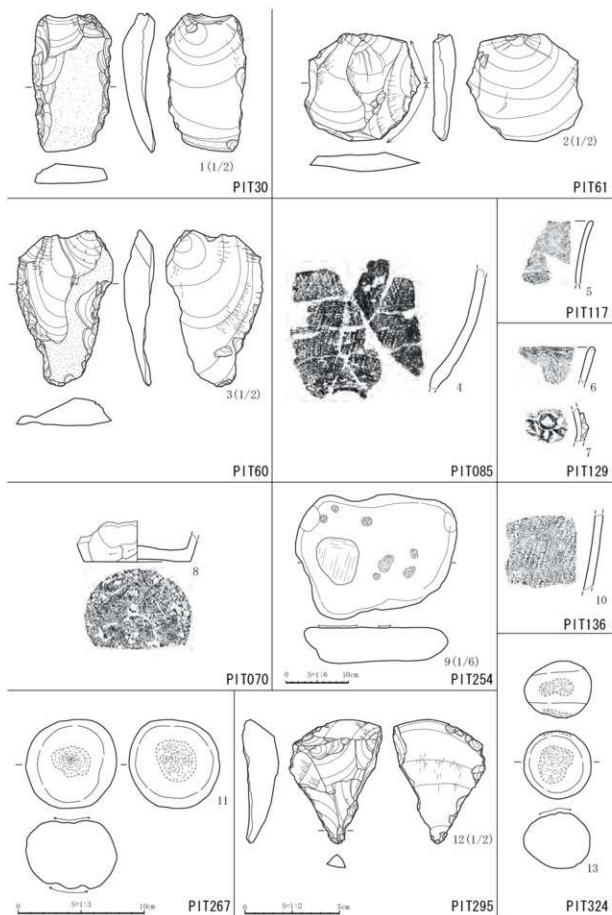 1(1/2)
PIT30
2(1/2)
PIT61
3(1/2)
PIT60
4
PIT085
5
PIT117
6
7
PIT129
8
PIT070
9(1/6)
0 S=1:6 10cm
PIT254
10
PIT136
11
0 S=1:3 10cm
PIT267
12(1/2)
0 S=1:2 5cm
PIT295
13
PIT324